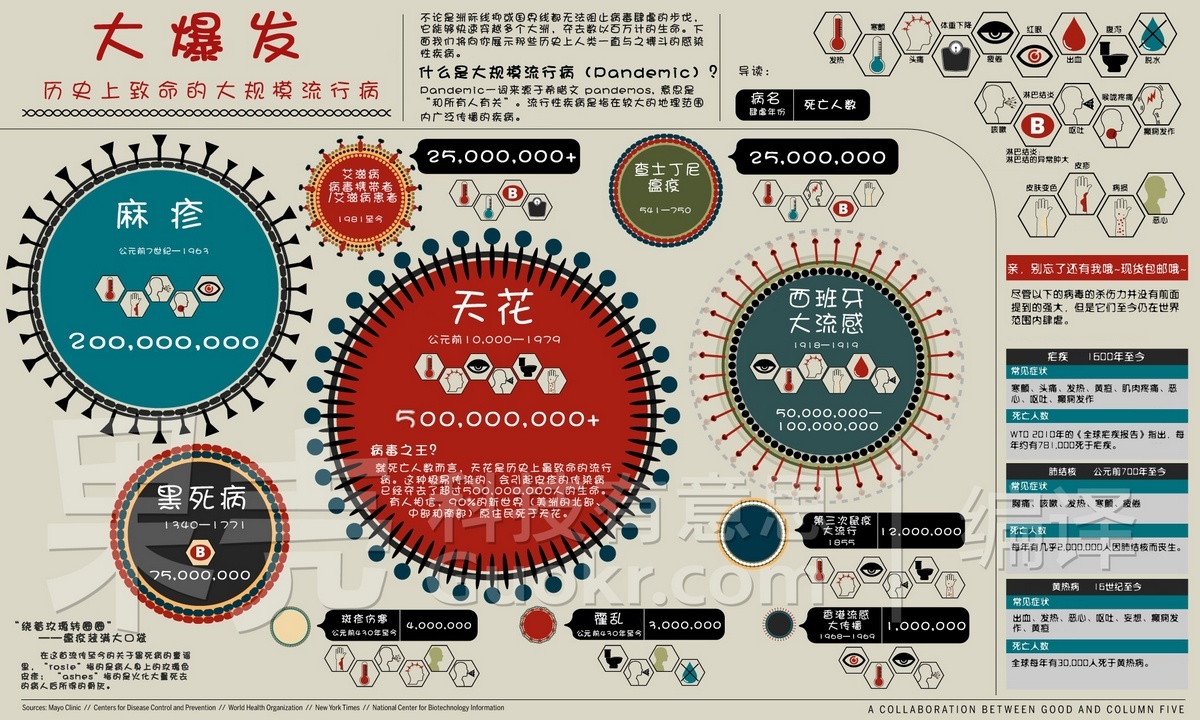 大爆发
历史上致命的大规模流行病
不论是洲际线抑或国界线都无法阻止病毒肆虐的步伐，
它能够快速穿越多个大洲，夺去数以百万计的生命。下
面我们将向你展示那些历史上人类一直与之搏斗的感染
性疾病。
什么是大规模流行病（Pandemic）？
Pandemic一词来源于希腊文 pandemos，意思是
“和所有人有关”。流行性疾病是指在较大的地理范围
内广泛传播的疾病。
导读：
病名
肆虐年份
死亡人数
发热
寒颤
头痛
体重下降
疲倦
红眼
出血
腹泻
脱水
咳嗽
淋巴结炎
B
呕吐
喉咙疼痛
癫痫发作
淋巴结炎：
淋巴结的异常肿大
皮肤变色
皮疹
病损
恶心
麻疹
公元前7世纪—1963
200,000,000
艾滋病
病毒携带者
/艾滋病患者
1981至今
25,000,000+
B
查士丁尼
瘟疫
541—750
25,000,000
B
天花
公元前10,000—1979
500,000,000+
病毒之王？
就死亡人数而言，天花是历史上最致命的流行
病。这种极易传染的、会引起皮疹的传染病
已经夺去了超过500,000,000人的生命。
有人相信，90%的新世界（美洲的北部、
中部和南部）原住民死于天花。
西班牙
大流感
1918—1919
50,000,000—
100,000,000
黑死病
1340—1771
B
75,000,000
“绕着玫瑰转圈圈”
——瘟疫装满大口袋
在这首流传至今的关于黑死病的童谣
里，“rosie”指的是病人身上的玫瑰色
皮疹；“ashes”指的是火化大量死去
的病人后所得的骨灰。
斑疹伤寒
公元前430年至今
4,000,000
霍乱
公元前430年至今
3,000,000
第三次鼠疫
大流行
1855
12,000,000
香港流感
大传播
1968—1969
1,000,000
亲，别忘了还有我哦~现货包邮哦~
尽管以下的病毒的杀伤力并没有前面
提到的强大，但是它们至今仍在世界
范围内肆虐。
疟疾 1600年至今
常见症状
寒颤、头痛、发热、黄疸、肌肉疼痛、恶
心、呕吐、癫痫发作
死亡人数
WTO 2010年的《全球疟疾报告》指出，每
年约有781,000死于疟疾。
肺结核 公元前700年至今
常见症状
胸痛、咳嗽、发热、寒颤、疲倦
死亡人数
每年有几乎2,000,000人因肺结核而丧生。
黄热病 16世纪至今
常见症状
出血、发热、恶心、呕吐、妄想、癫痫发
作、黄疸
死亡人数
全球每年有30,000人死于黄热病。
果壳 科技有意思 | 编译
Guokr.com
Sources: Mayo Clinic // Centers for Disease Control and Prevention // World Health Organization // New York Times // National Center for Biotechnology Information
A COLLABORATION BETWEEN GOOD AND COLUMN FIVE